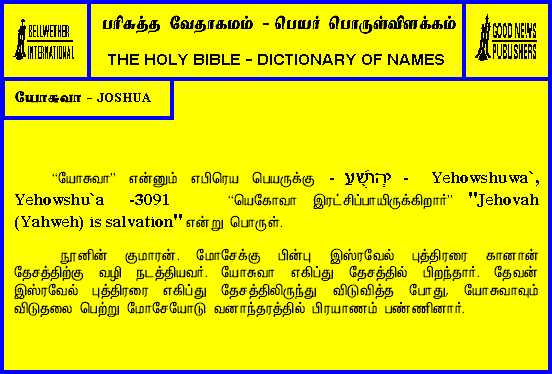 BELLWETHER
INTERNATIONAL
பரிசுத்த வேதாகமம் - பெயர் பொருள்விளக்கம்
THE HOLY BIBLE - DICTIONARY OF NAMES
GOOD NEWS
PUBLISHERS
யோசுவா - JOSHUA
“யோசுவா” என்னும் எபிரெய பெயருக்கு - יְהוֹשֻׁעַ - Yehowshuwa`,
Yehowshu`a -3091 “யெகோவா இரட்சிப்பாயிருக்கிறார்” "Jehovah
(Yahweh) is salvation" என்று பொருள்.
நூனின் குமாரன். மோசேக்கு பின்பு இஸ்ரவேல் புத்திரரை கானான்
தேசத்திற்கு வழி நடத்தியவர். யோசுவா எகிப்து தேசத்தில் பிறந்தார். தேவன்
இஸ்ரவேல் புத்திரரை எகிப்து தேசத்திலிருந்து விடுவித்த போது, யோசுவாவும்
விடுதலை பெற்று மோசேயோடு வனாந்தரத்தில் பிரயாணம் பண்ணினார்.